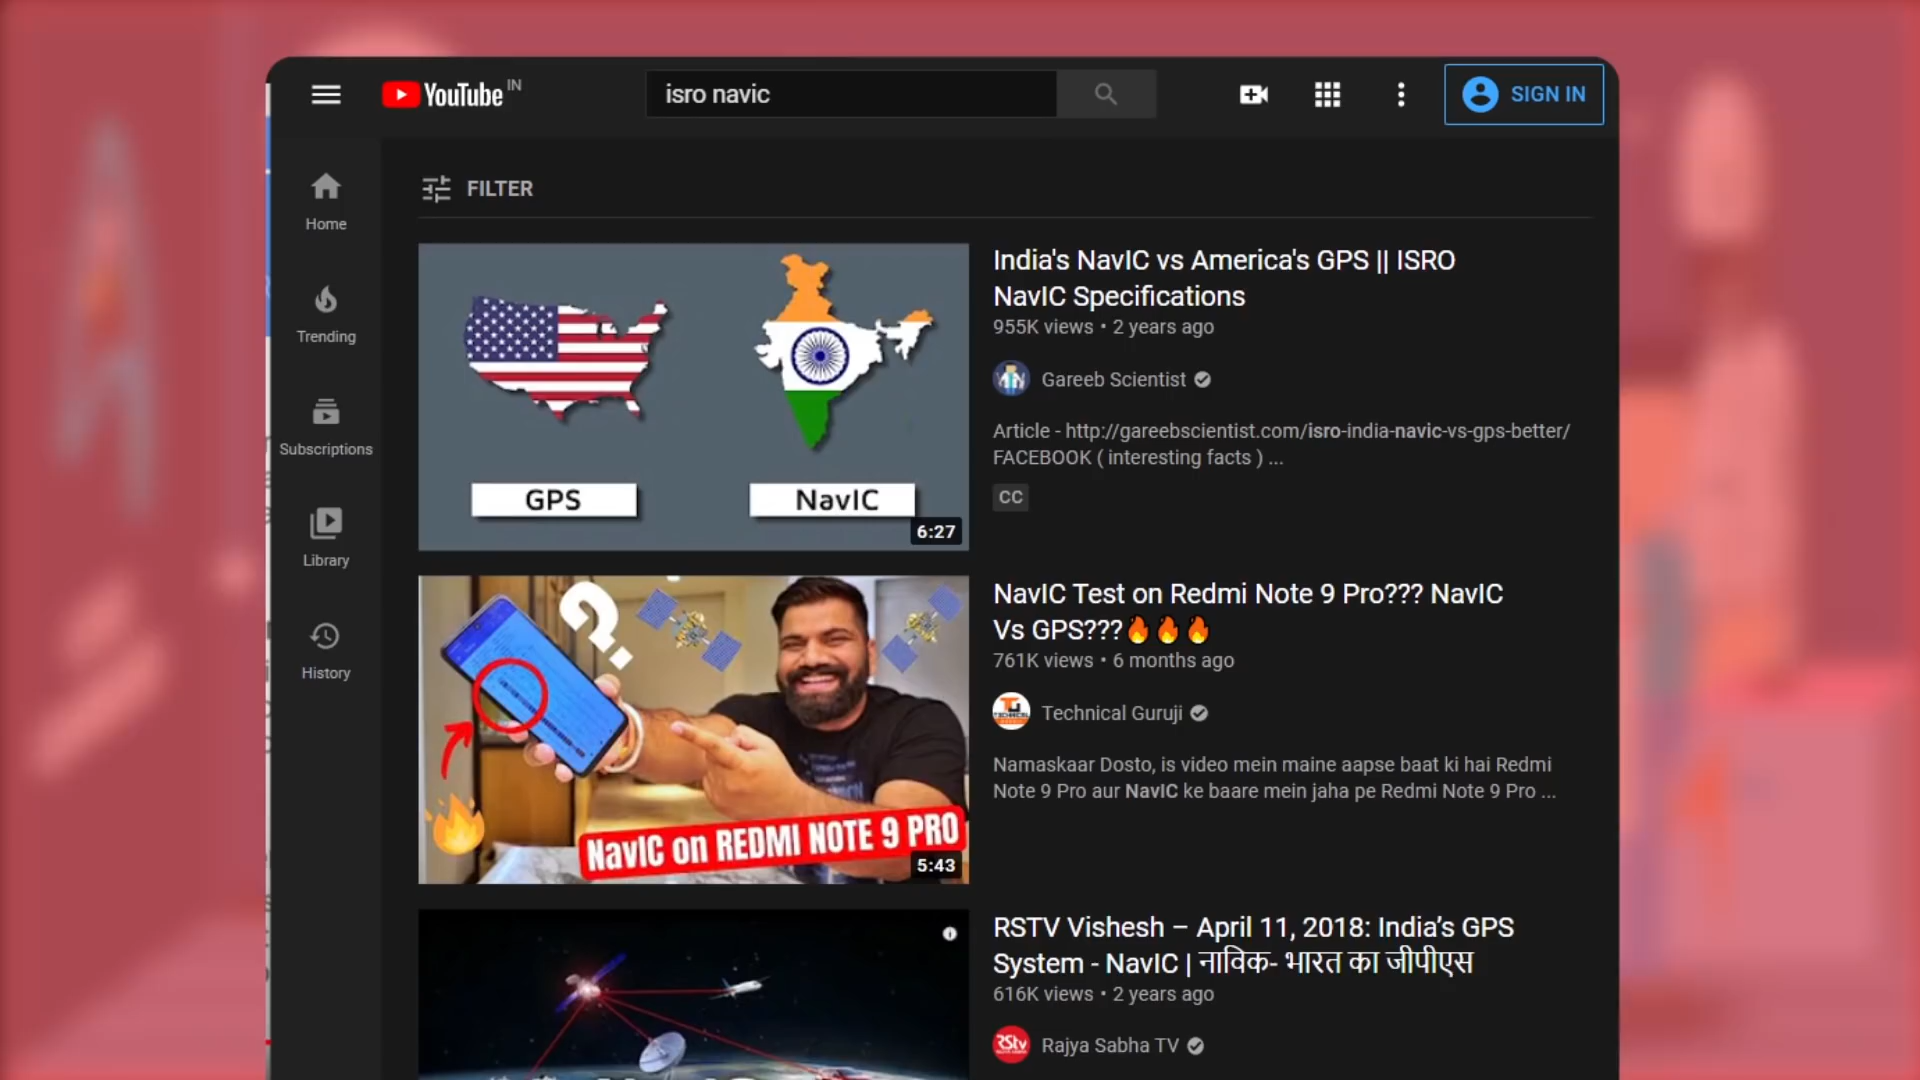 YouTube IN
isro navic
SIGN IN
Home
Trending
Subscriptions
Library
History
FILTER
GPS
NavIC
6:27
India's NavIC vs America's GPS || ISRO
NavIC Specifications
955K views • 2 years ago
Gareeb Scientist
Article - http://gareebscientist.com/isro-india-navic-vs-gps-better/
FACEBOOK ( interesting facts ) ...
CC
NavIC on REDMI NOTE 9 PRO
5:43
NavIC Test on Redmi Note 9 Pro??? NavIC
Vs GPS???🔥🔥🔥
761K views • 6 months ago
Technical Guruji
Namaskaar Dosto, is video mein maine aapse baat ki hai Redmi
Note 9 Pro aur NavIC ke baare mein jaha pe Redmi Note 9 Pro ...
RSTV Vishesh – April 11, 2018: India’s GPS
System - NavIC | नाविक- भारत का जीपीएस
616K views • 2 years ago
RStv
Rajya Sabha TV